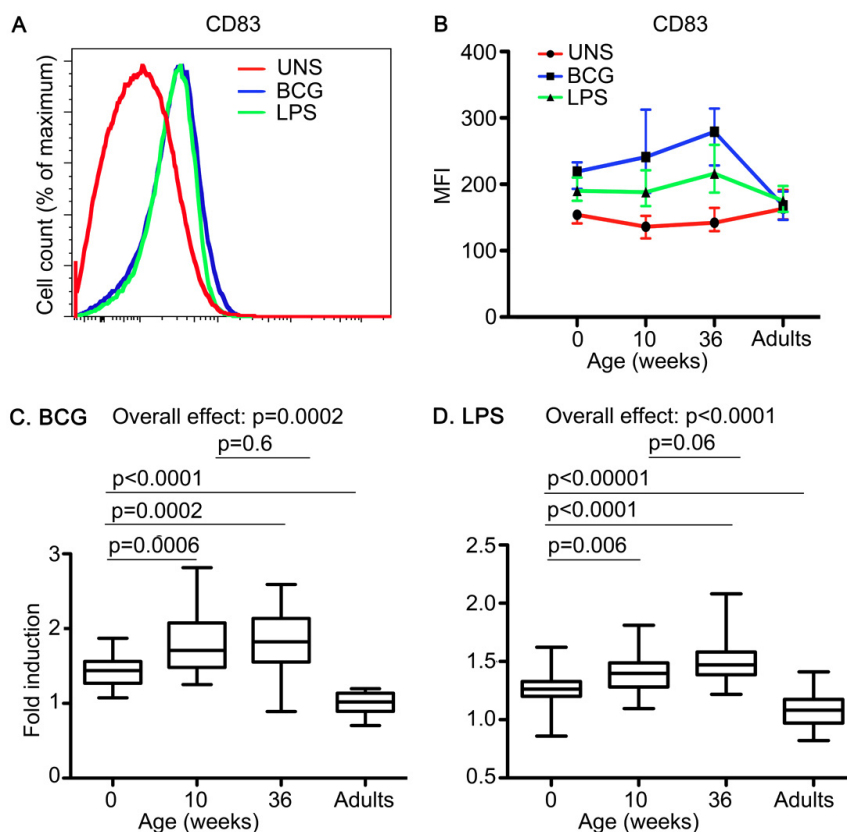 A
CD83
UNS
BCG
LPS
Cell count (% of maximum)
B
CD83
UNS
BCG
LPS
400
300
200
100
0
MFI
0 10 36 Adults
Age (weeks)
C. BCG
Overall effect: p=0.0002
p=0.6
p<0.0001
p=0.0002
p=0.0006
3
2
1
0
Fold induction
0 10 36 Adults
Age (weeks)
D. LPS
Overall effect: p<0.0001
p=0.06
p<0.00001
p<0.0001
p=0.006
2.5
2.0
1.5
1.0
0.5
0 10 36 Adults
Age (weeks)